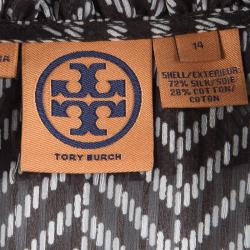 14
SHELL/EXTERIEUR
72% SILK/SOIE
28% COTTON/
COTON
TORY BURCH